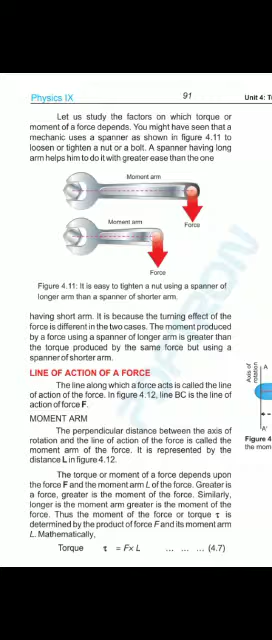 Physics IX
91
Unit 4: T
Let us study the factors on which torque or
moment of a force depends. You might have seen that a
mechanic uses a spanner as shown in figure 4.11 to
loosen or tighten a nut or a bolt. A spanner having long
arm helps him to do it with greater ease than the one
Moment arm
Moment arm
Force
Force
Figure 4.11: It is easy to tighten a nut using a spanner of
longer arm than a spanner of shorter arm.
having short arm. It is because the turning effect of the
force is different in the two cases. The moment produced
by a force using a spanner of longer arm is greater than
the torque produced by the same force but using a
spanner of shorter arm.
LINE OF ACTION OF A FORCE
The line along which a force acts is called the line
of action of the force. In figure 4.12, line BC is the line of
action of force F.
MOMENT ARM
The perpendicular distance between the axis of
rotation and the line of action of the force is called the
moment arm of the force. It is represented by the
distance L in figure 4.12.
The torque or moment of a force depends upon
the force F and the moment arm L of the force. Greater is
a force, greater is the moment of the force. Similarly,
longer is the moment arm greater is the moment of the
force. Thus the moment of the force or torque τ is
determined by the product of force F and its moment arm
L. Mathematically,
Torque τ = F x L ... ... ... (4.7)
Axis of
rotation
A
A'
Figure 4
the mom